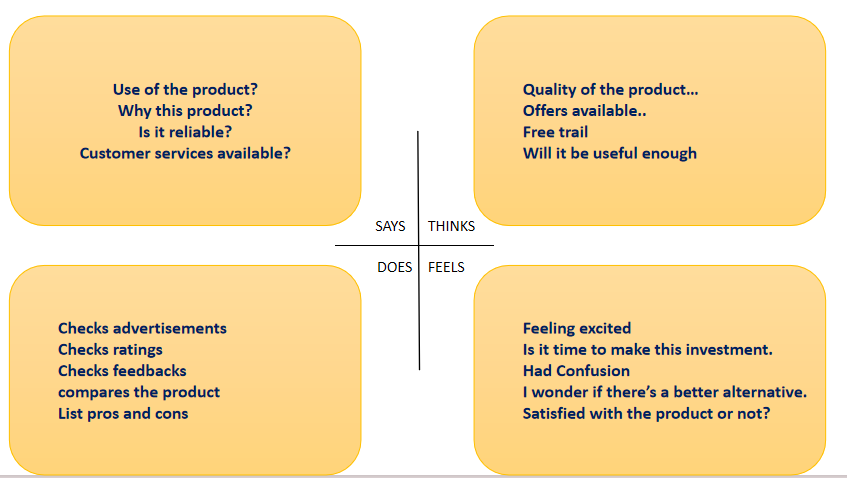 Use of the product?
Why this product?
Is it reliable?
Customer services available?
Quality of the product...
Offers available..
Free trail
Will it be useful enough
SAYS
THINKS
DOES
FEELS
Checks advertisements
Checks ratings
Checks feedbacks
compares the product
List pros and cons
Feeling excited
Is it time to make this investment.
Had Confusion
I wonder if there's a better alternative.
Satisfied with the product or not?